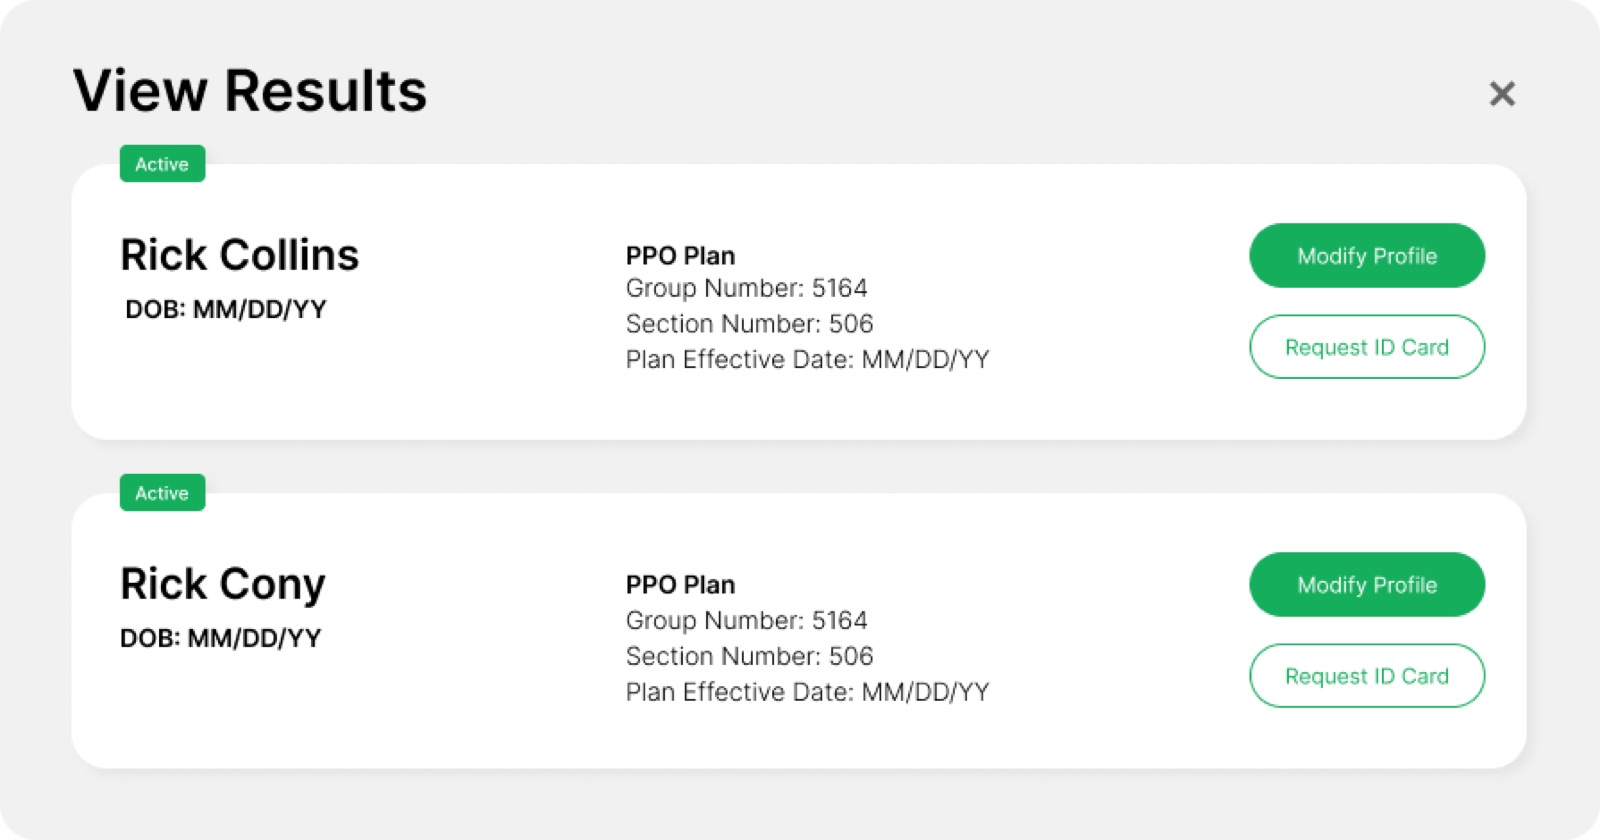 View Results
Active
Rick Collins
DOB: MM/DD/YY
PPO Plan
Group Number: 5164
Section Number: 506
Plan Effective Date: MM/DD/YY
Modify Profile
Request ID Card
Active
Rick Cony
DOB: MM/DD/YY
PPO Plan
Group Number: 5164
Section Number: 506
Plan Effective Date: MM/DD/YY
Modify Profile
Request ID Card